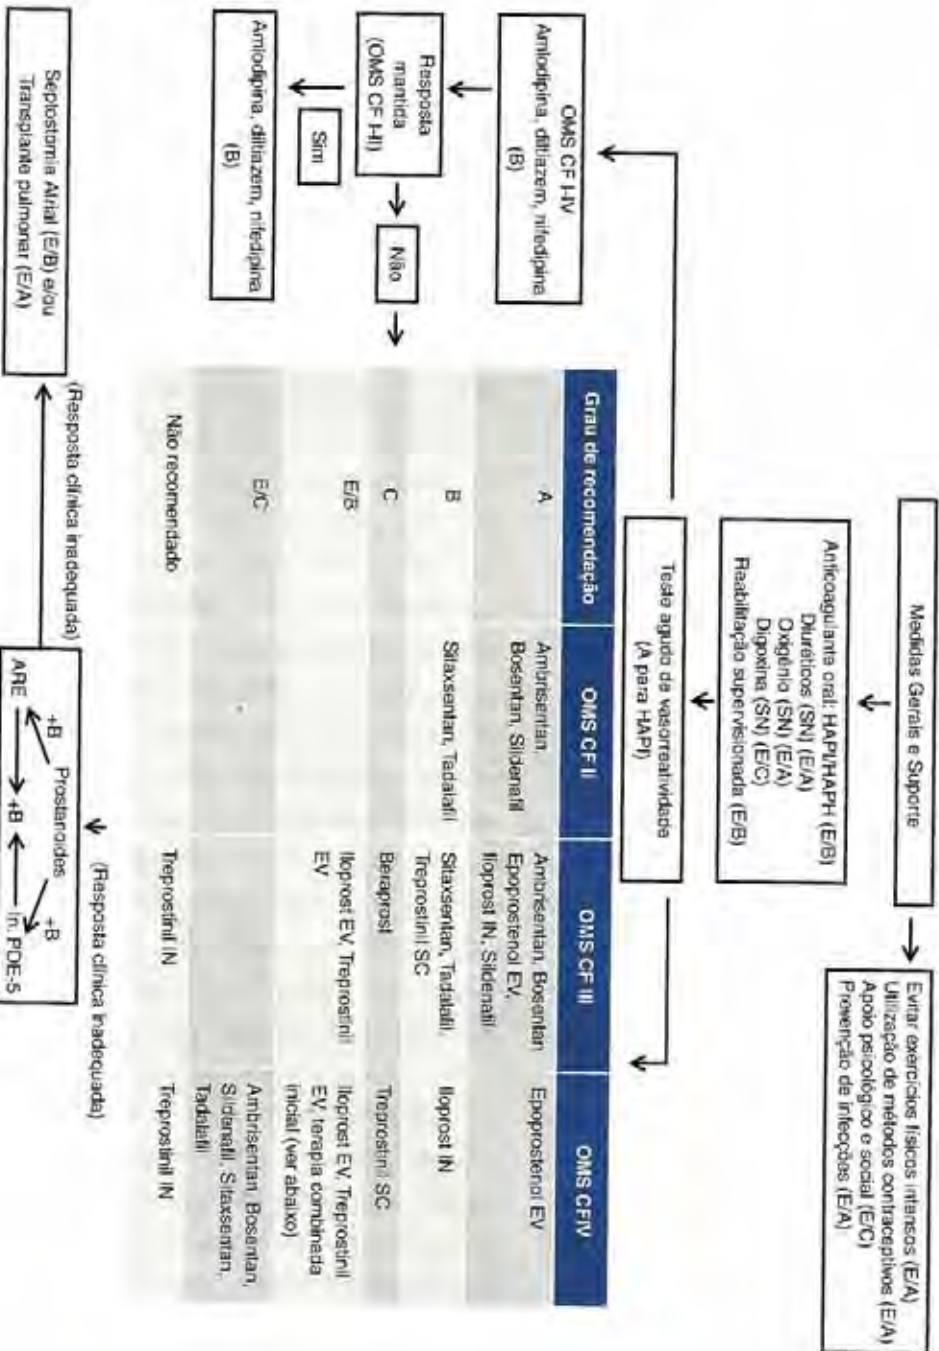 Medidas Gerais e Suporte
Evitar exercícios físicos intensos (E/A)
Utilização de métodos contraceptivos (E/A)
Apoio psicológico e social (E/C)
Prevenção de infecções (E/A)
Anticoagulante oral: HAPI/HAPH (E/B)
Diuréticos (SN) (E/A)
Oxigênio (SN) (E/A)
Digoxina (SN) (E/C)
Reabilitação supervisionada (E/B)
Teste agudo de vasorreatividade
(A para HAPI)
OMS CF I-IV
Amlodipina, diltiazem, nifedipina
(B)
Resposta
mantida
(OMS CF I-II)
Não
Sim
Amlodipina, diltiazem, nifedipina
(B)
Grau de recomendação
OMS CF II
OMS CF III
OMS CFIV
A
Ambrisentan,
Bosentan, Sildenafil
Ambrisentan, Bosentan
Epoprostenol EV,
Iloprost IN, Sildenafil
Epoprostenol EV
B
Sitaxsentan, Tadalafil
Sitaxsentan, Tadalafil,
Treprostinil SC
Iloprost IN
C
Beraprost
Treprostinil SC
E/B
Iloprost EV, Treprostinil
EV
Iloprost EV, Treprostinil
EV, terapia combinada
inicial (ver abaixo)
E/C
Ambrisentan, Bosentan,
Sildenafil, Sitaxsentan,
Tadalafil
Não recomendado
Treprostinil IN
Treprostinil IN
(Resposta clínica inadequada)
(Resposta clínica inadequada)
Septostomia Atrial (E/B) e/ou
Transplante pulmonar (E/A)
Prostanoides
+B
+B
ARE
+B
in. PDE-5